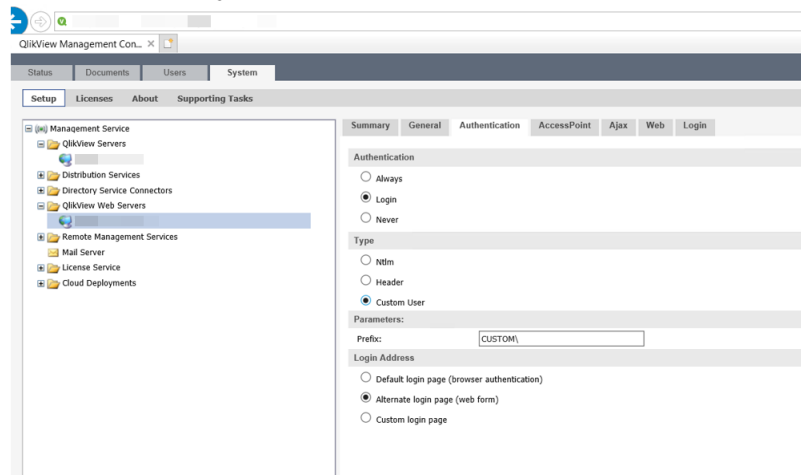 QlikView Management Con...
Status Documents Users System
Setup Licenses About Supporting Tasks
Management Service
QlikView Servers
Distribution Services
Directory Service Connectors
QlikView Web Servers
Remote Management Services
Mail Server
License Service
Cloud Deployments
Summary General Authentication AccessPoint Ajax Web Login
Authentication
Always
Login
Never
Type
Ntlm
Header
Custom User
Parameters:
Prefix: CUSTOM\
Login Address
Default login page (browser authentication)
Alternate login page (web form)
Custom login page